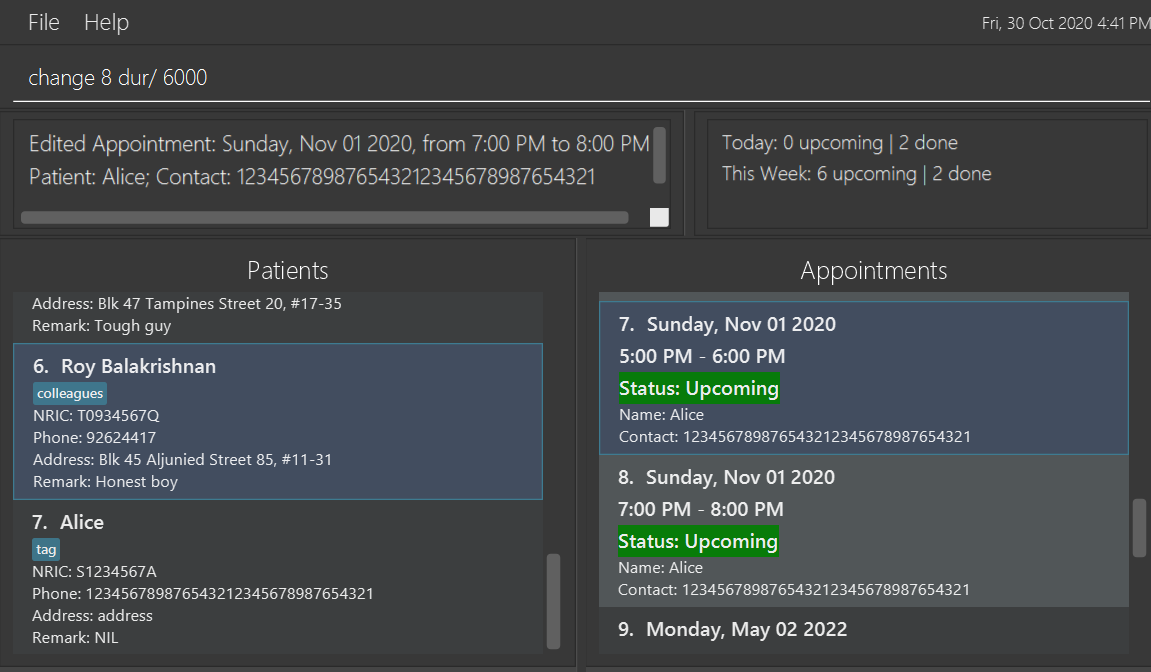 File Help
Fri, 30 Oct 2020 4:41 PM
change 8 dur/ 6000
Edited Appointment: Sunday, Nov 01 2020, from 7:00 PM to 8:00 PM
Patient: Alice; Contact: 123456789876543212345678987654321
Today: 0 upcoming | 2 done
This Week: 6 upcoming | 2 done
Patients
Address: Blk 47 Tampines Street 20, #17-35
Remark: Tough guy
6. Roy Balakrishnan
colleagues
NRIC: T0934567Q
Phone: 92624417
Address: Blk 45 Aljunied Street 85, #11-31
Remark: Honest boy
7. Alice
tag
NRIC: S1234567A
Phone: 123456789876543212345678987654321
Address: address
Remark: NIL
Appointments
7. Sunday, Nov 01 2020
5:00 PM - 6:00 PM
Status: Upcoming
Name: Alice
Contact: 123456789876543212345678987654321
8. Sunday, Nov 01 2020
7:00 PM - 8:00 PM
Status: Upcoming
Name: Alice
Contact: 123456789876543212345678987654321
9. Monday, May 02 2022